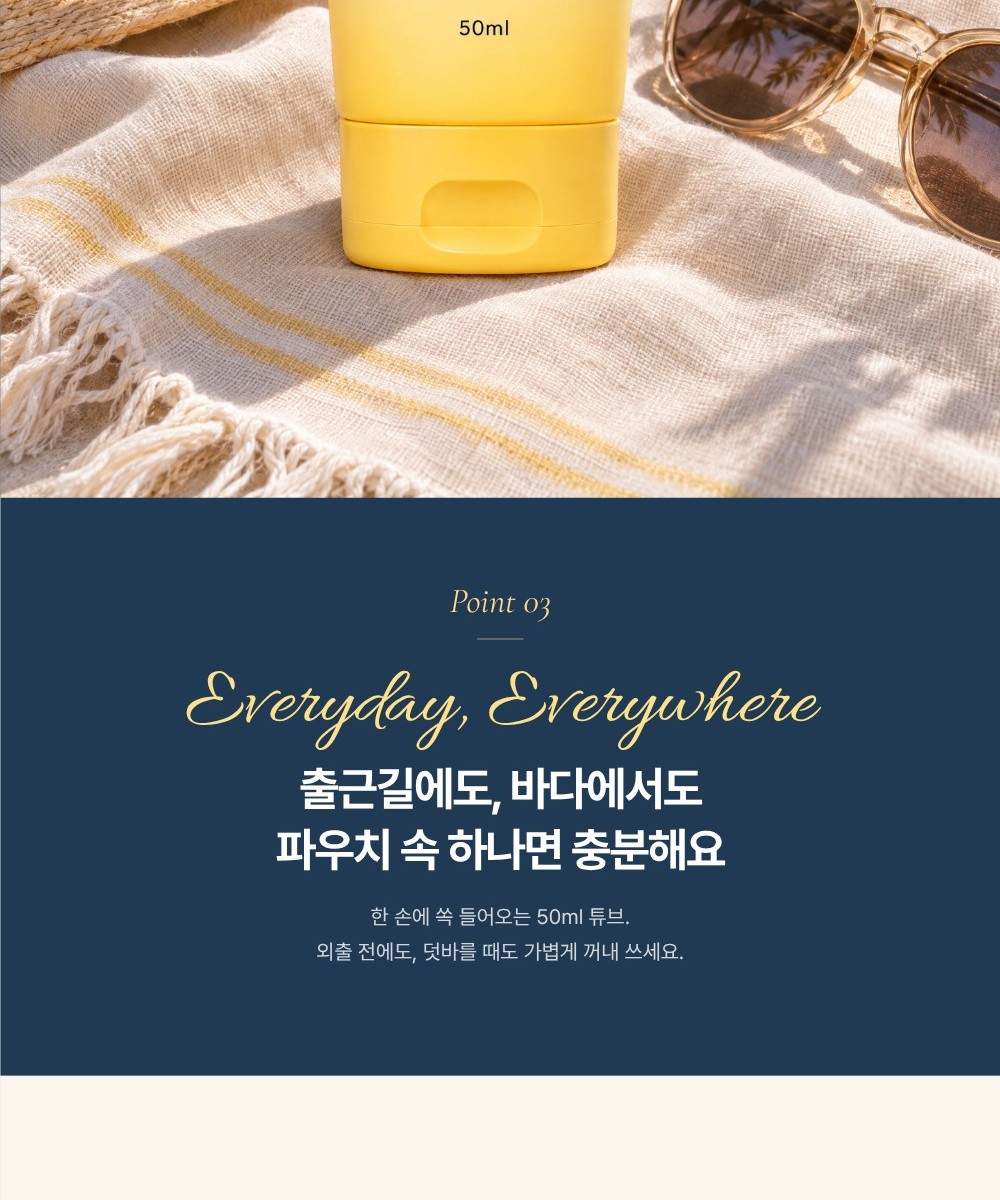 50ml
Point 03
Everyday, Everywhere
출근길에도, 바다에서도
파우치 속 하나면 충분해요
한 손에 쏙 들어오는 50ml 튜브.
외출 전에도, 덧바를 때도 가볍게 꺼내 쓰세요.